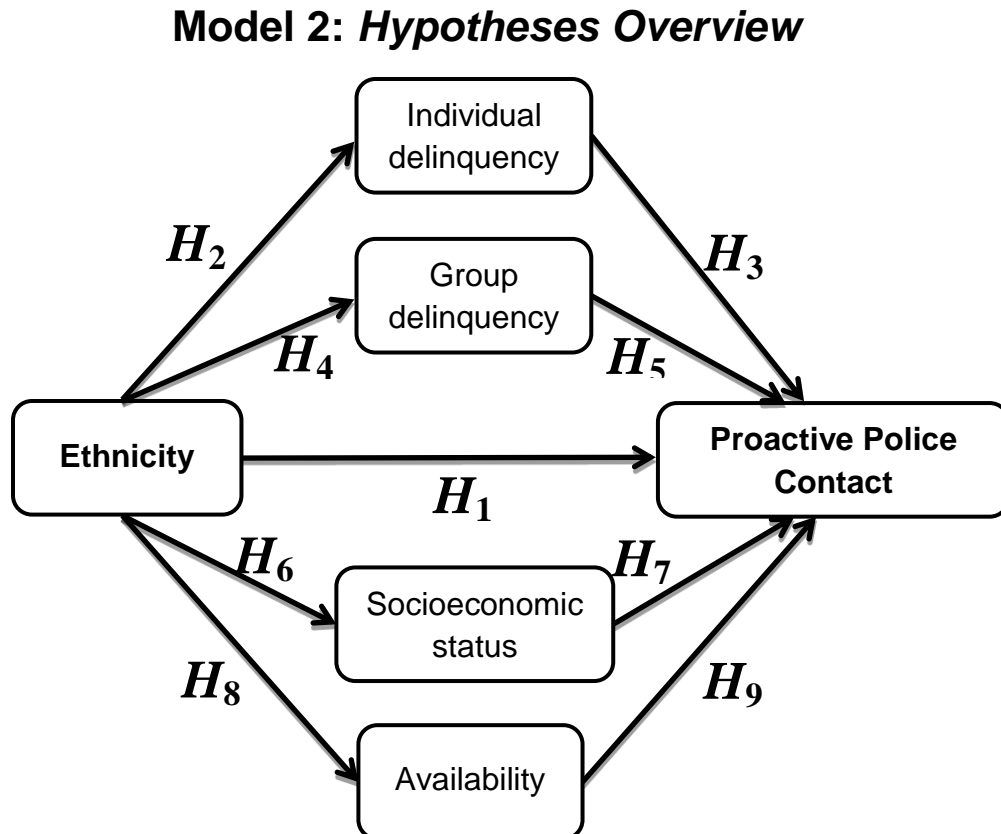 Model 2: Hypotheses Overview
Individual
delinquency
H2
H3
Group
delinquency
H4
H5
Ethnicity
Proactive Police
Contact
H1
H6
H7
Socioeconomic
status
H8
H9
Availability